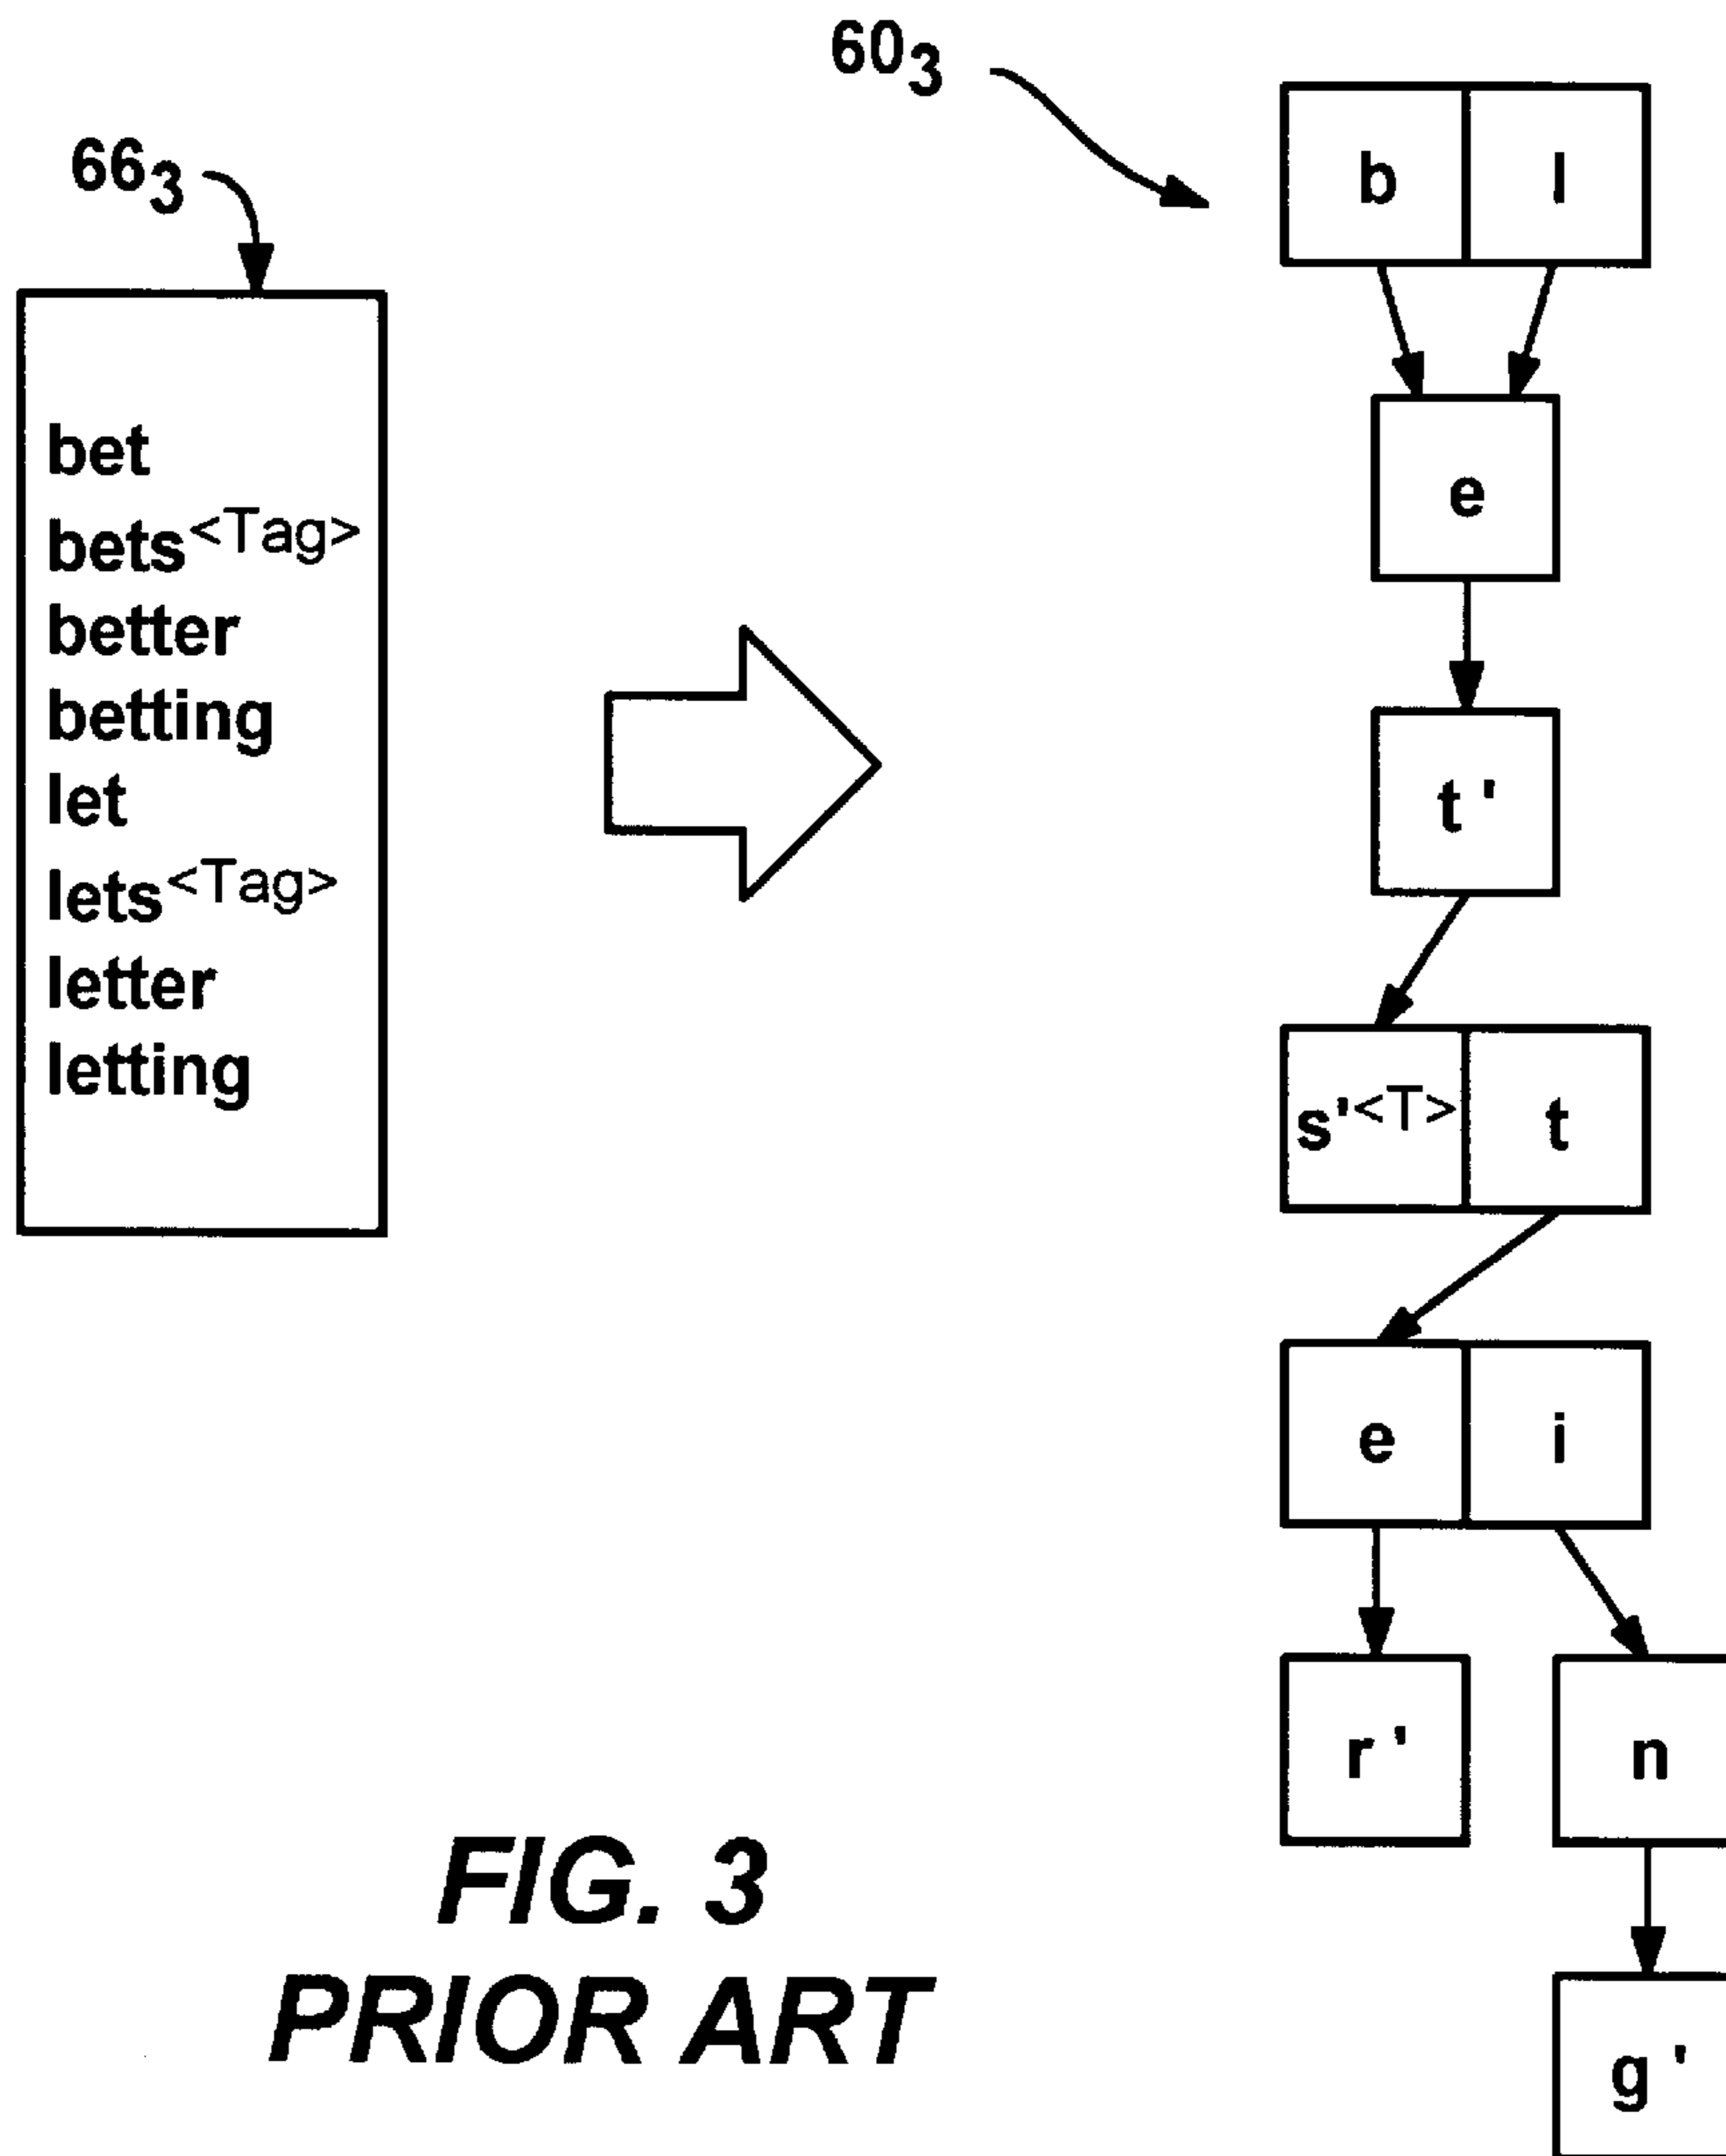 60₃
66₃
bet
bets<Tag>
better
betting
let
lets<Tag>
letter
letting
b l
e
t '
s'<T> t
e i
r ' n
g '
FIG. 3
PRIOR ART